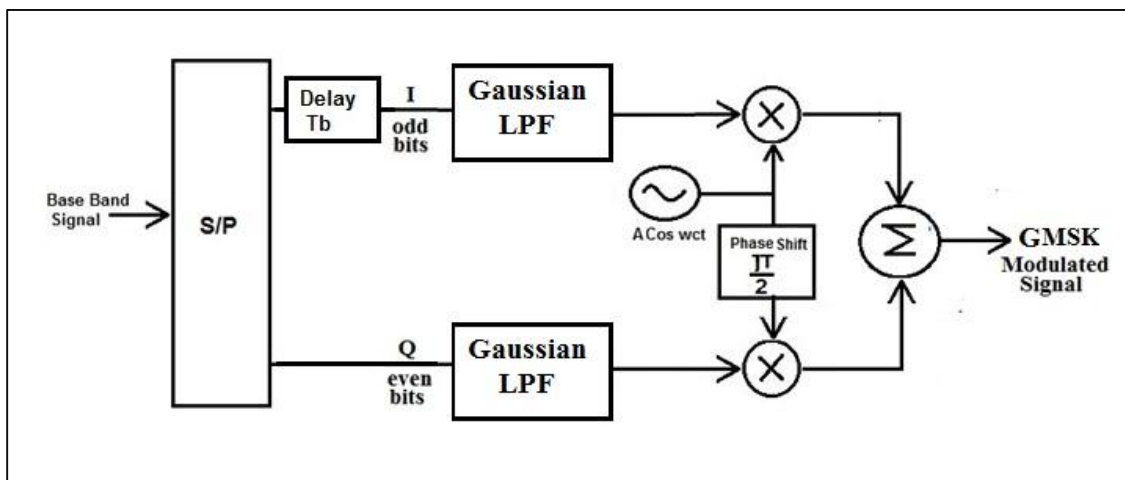 Base Band
Signal
S/P
Delay
Tb
I
odd
bits
Gaussian
LPF
Q
even
bits
Gaussian
LPF
ACos wct
Phase Shift
π
2
Σ
GMSK
Modulated
Signal